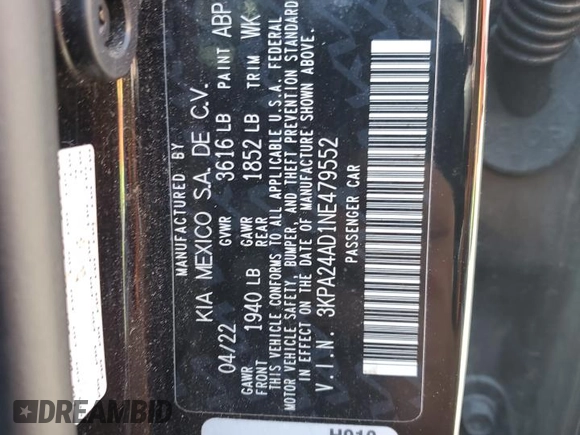 MANUFACTURED BY
KIA MEXICO S.A. DE C.V.
04/22 GVWR 3616 LB PAINT ABP
GAWR FRONT 1940 LB GAWR REAR 1852 LB TRIM WK
THIS VEHICLE CONFORMS TO ALL APPLICABLE U.S.A. FEDERAL
MOTOR VEHICLE SAFETY, BUMPER, AND THEFT PREVENTION STANDARD
IN EFFECT ON THE DATE OF MANUFACTURE SHOWN ABOVE.
V.I.N. 3KPA24AD1NE479552
PASSENGER CAR
DREAMBID